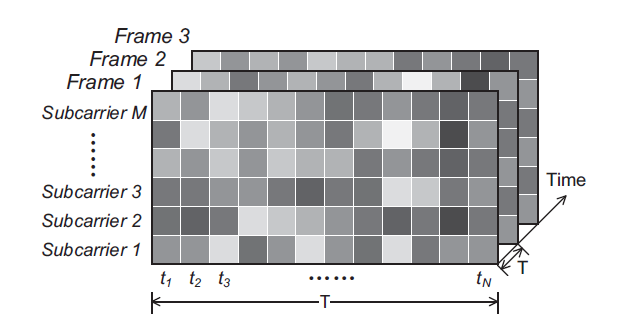 Frame 3
Frame 2
Frame 1
Subcarrier M
Subcarrier 3
Subcarrier 2
Subcarrier 1
Time
T
t1 t2 t3 ...... tN
T